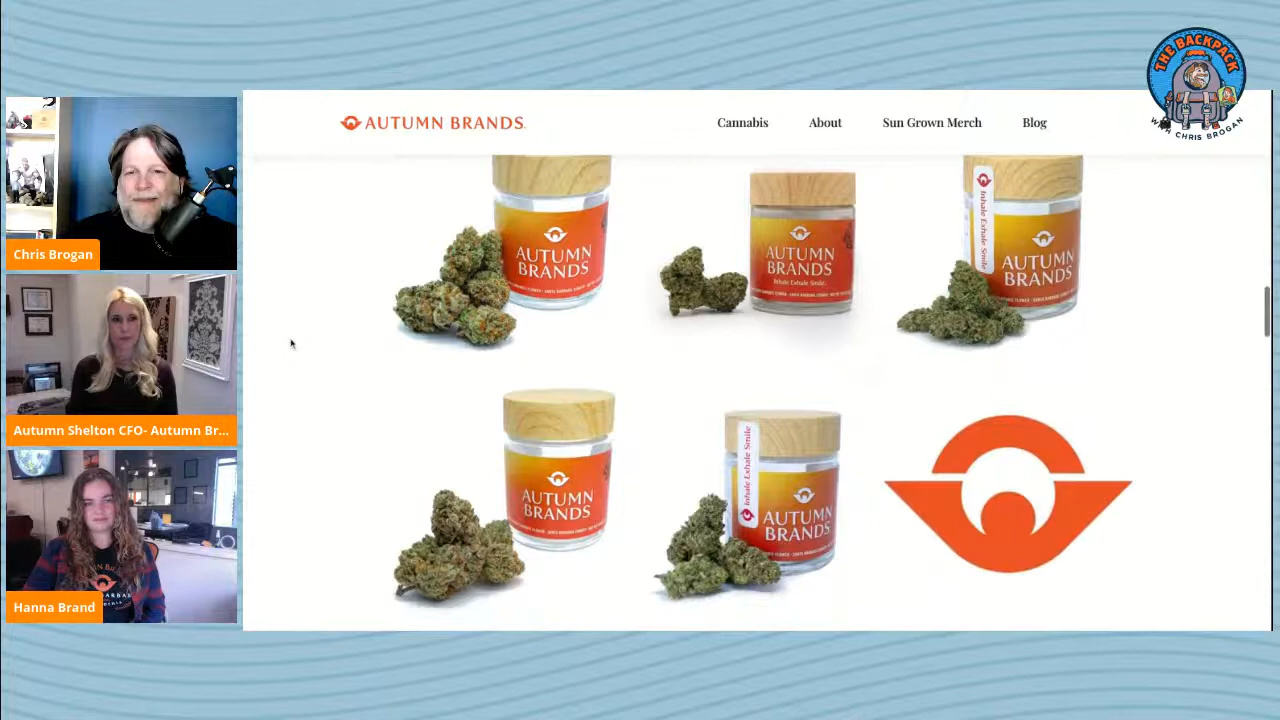 THE BACKPACK
WITH CHRIS BROGAN
AUTUMN BRANDS
Cannabis
About
Sun Grown Merch
Blog
Chris Brogan
Autumn Shelton CFO- Autumn Br...
Hanna Brand
AUTUMN
BRANDS
AUTUMN
BRANDS
Inhale Exhale Smile.
Inhale Exhale Smile
AUTUMN
BRANDS
AUTUMN
BRANDS
Inhale Exhale Smile
AUTUMN
BRANDS